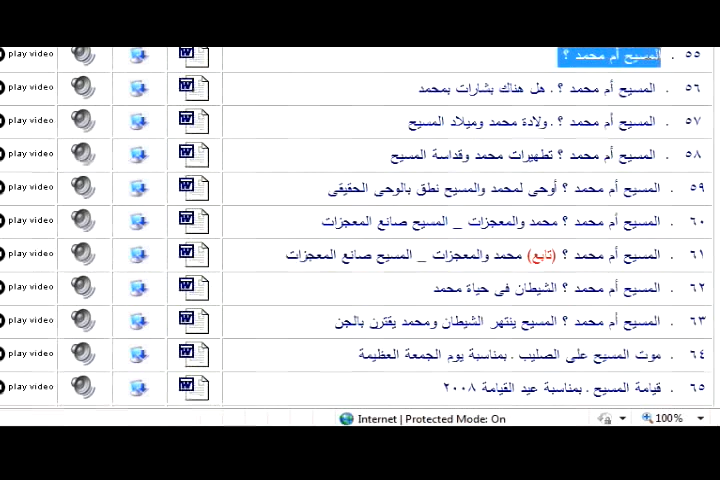 play video ٥٥ . المسيح أم محمد ؟
play video ٥٦ . المسيح أم محمد ؟ . هل هناك بشارات بمحمد
play video ٥٧ . المسيح أم محمد ؟ . ولادة محمد وميلاد المسيح
play video ٥٨ . المسيح أم محمد ؟ تطهيرات محمد وقداسة المسيح
play video ٥٩ . المسيح أم محمد ؟ أوحى لمحمد والمسيح نطق بالوحى الحقيقى
play video ٦٠ . المسيح أم محمد ؟ محمد والمعجزات _ المسيح صانع المعجزات
play video ٦١ . المسيح أم محمد ؟ (تابع) محمد والمعجزات _ المسيح صانع المعجزات
play video ٦٢ . المسيح أم محمد ؟ الشيطان فى حياة محمد
play video ٦٣ . المسيح أم محمد ؟ المسيح ينتهر الشيطان ومحمد يقترن بالجن
play video ٦٤ . موت المسيح على الصليب . بمناسبة يوم الجمعة العظيمة
play video ٦٥ . قيامة المسيح . بمناسبة عيد القيامة ٢٠٠٨
Internet | Protected Mode: On 100%